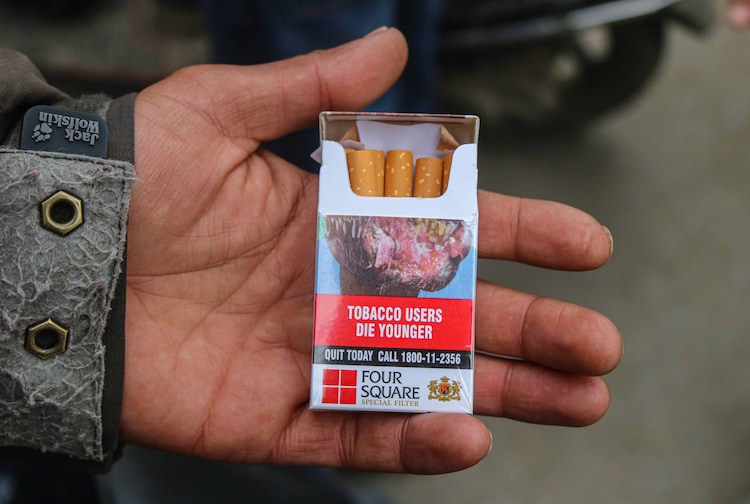 Jack
Wolfskin
TOBACCO USERS
DIE YOUNGER
QUIT TODAY CALL 1800-11-2356
FOUR
SQUARE
SPECIAL FILTER